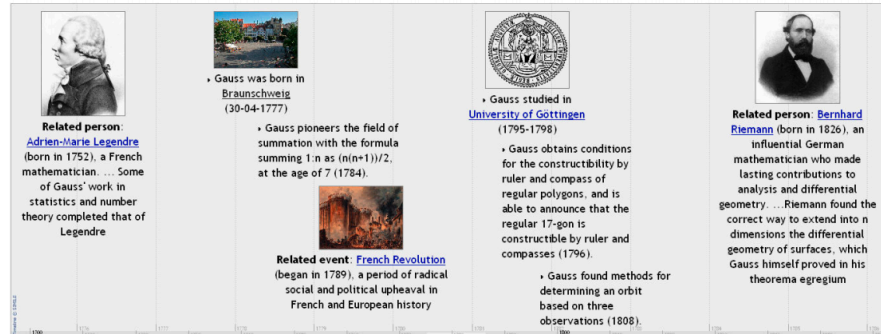 Related person:
Adrien-Marie Legendre
(born in 1752), a French
mathematician. ... Some
of Gauss' work in
statistics and number
theory completed that of
Legendre
Gauss was born in
Braunschweig
(30-04-1777)
Gauss pioneers the field of
summation with the formula
summing 1:n as (n(n+1))/2,
at the age of 7 (1784).
Related event: French Revolution
(began in 1789), a period of radical
social and political upheaval in
French and European history
Gauss studied in
University of Göttingen
(1795-1798)
Gauss obtains conditions
for the constructibility by
ruler and compass of
regular polygons, and is
able to announce that the
regular 17-gon is
constructible by ruler and
compasses (1796).
Gauss found methods for
determining an orbit
based on three
observations (1808).
Related person: Bernhard
Riemann (born in 1826), an
influential German
mathematician who made
lasting contributions to
analysis and differential
geometry. ...Riemann found the
correct way to extend into n
dimensions the differential
geometry of surfaces, which
Gauss himself proved in his
theorema egregium